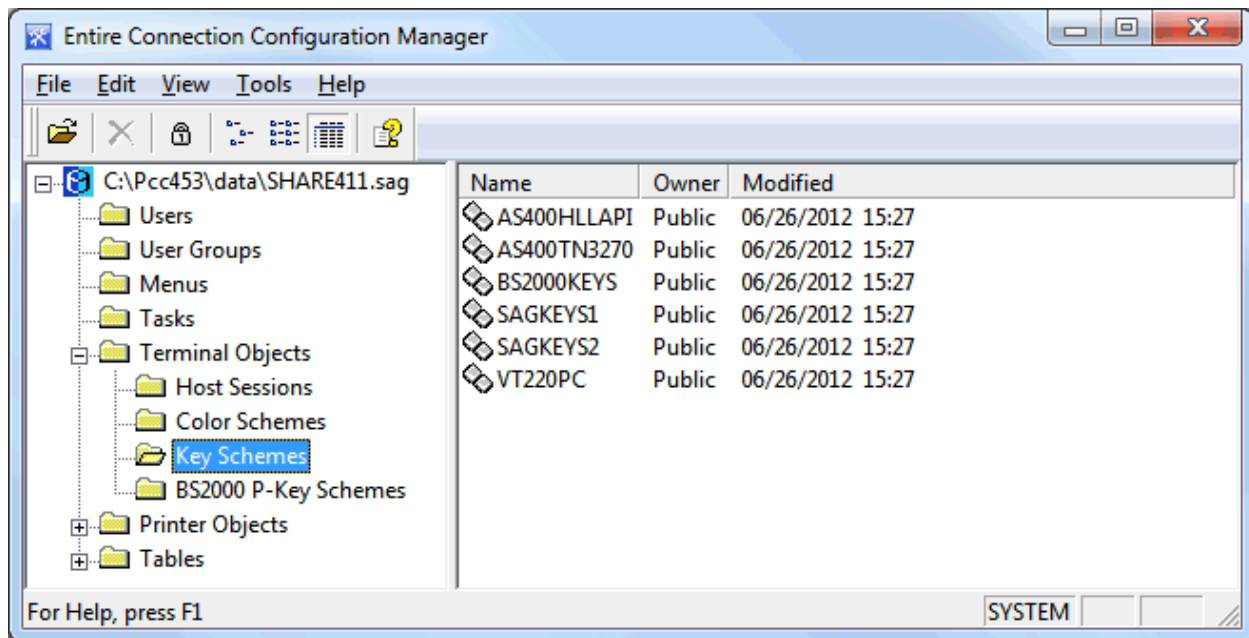 Entire Connection Configuration Manager
File Edit View Tools Help
C:\Pcc453\data\SHARE411.sag
Users
User Groups
Menus
Tasks
Terminal Objects
Host Sessions
Color Schemes
Key Schemes
BS2000 P-Key Schemes
Printer Objects
Tables
Name Owner Modified
AS400HLLAPI Public 06/26/2012 15:27
AS400TN3270 Public 06/26/2012 15:27
BS2000KEYS Public 06/26/2012 15:27
SAGKEYS1 Public 06/26/2012 15:27
SAGKEYS2 Public 06/26/2012 15:27
VT220PC Public 06/26/2012 15:27
For Help, press F1
SYSTEM